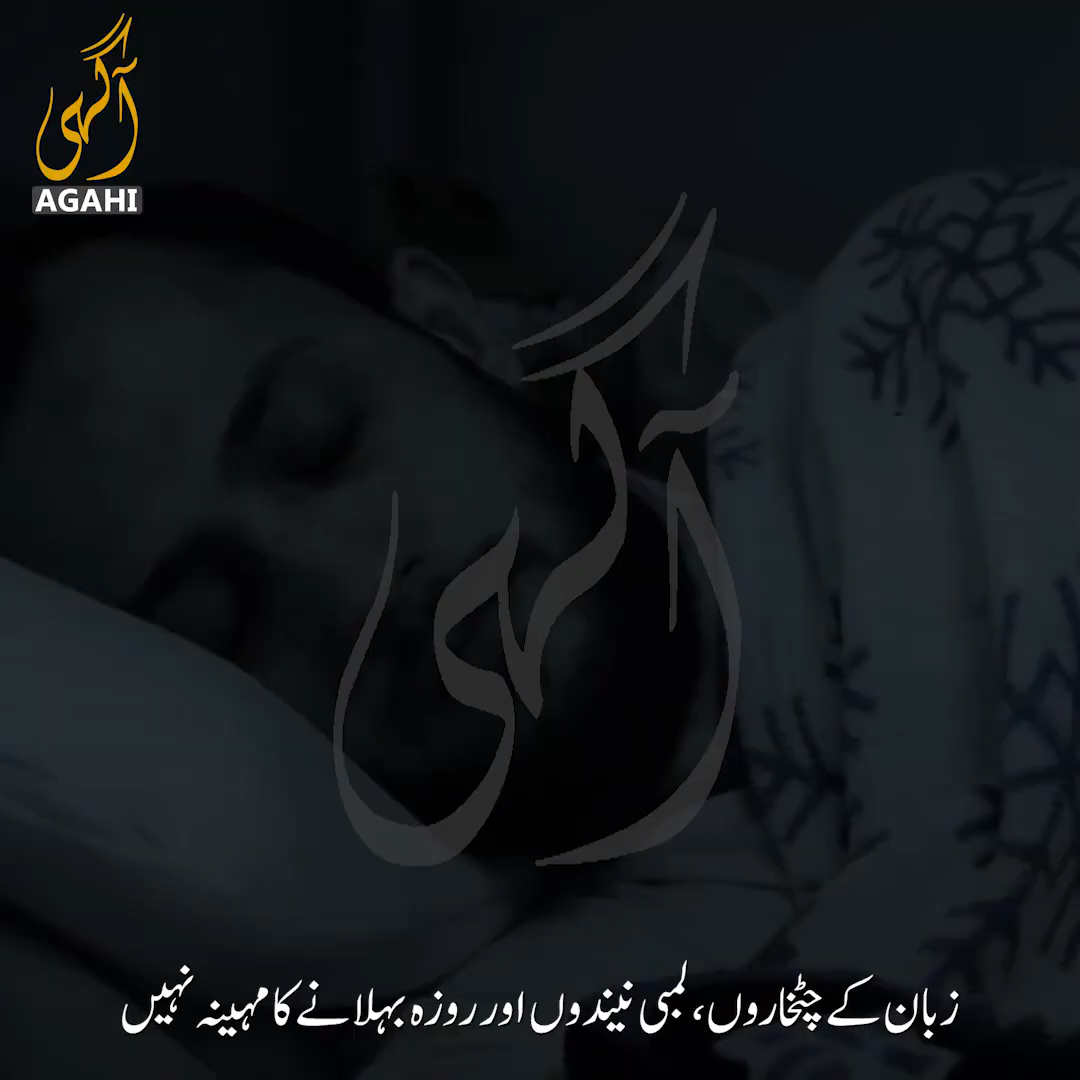 آگہی
AGAHI
آگہی
زبان کے چٹخاروں، لمبی نیندوں اور روزہ بہلانے کا مہینہ نہیں